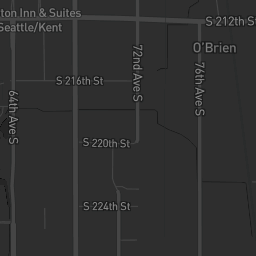 ton Inn & Suites
Seattle/Kent
S 212th St
O'Brien
72nd Ave S
76th Ave S
64th Ave S
S 216th St
S 220th St
S 224th St